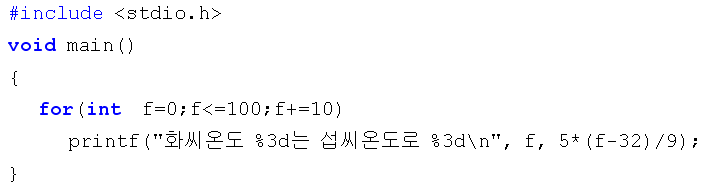 #include <stdio.h>
void main()
{
for(int f=0;f<=100;f+=10)
printf("화씨온도 %3d는 섭씨온도로 %3d\n", f, 5*(f-32)/9);
}